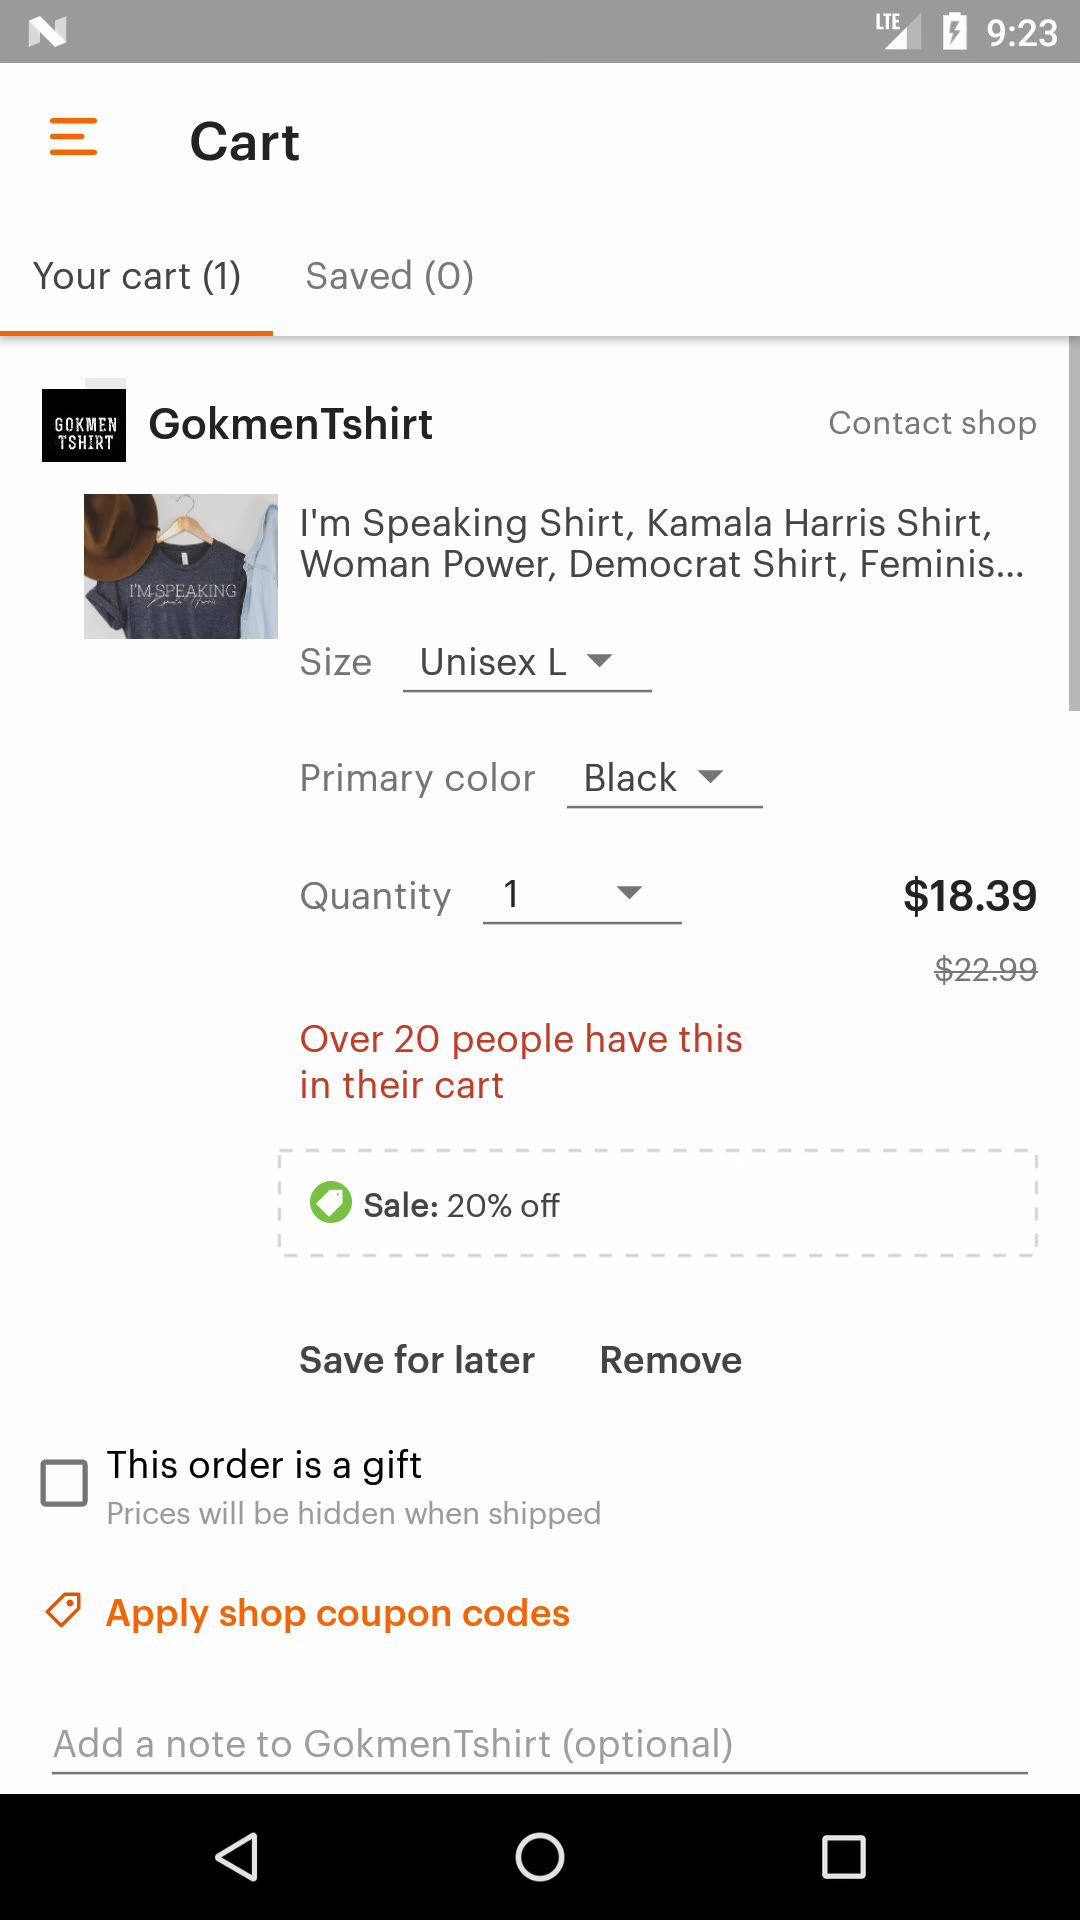 LTE 9:23
Cart
Your cart (1) Saved (0)
GOKMEN
TSHIRT
GokmenTshirt
Contact shop
I'm Speaking Shirt, Kamala Harris Shirt,
Woman Power, Democrat Shirt, Feminis...
I'M SPEAKING
Size Unisex L
Primary color Black
Quantity 1 $18.39
$22.99
Over 20 people have this
in their cart
Sale: 20% off
Save for later Remove
This order is a gift
Prices will be hidden when shipped
Apply shop coupon codes
Add a note to GokmenTshirt (optional)